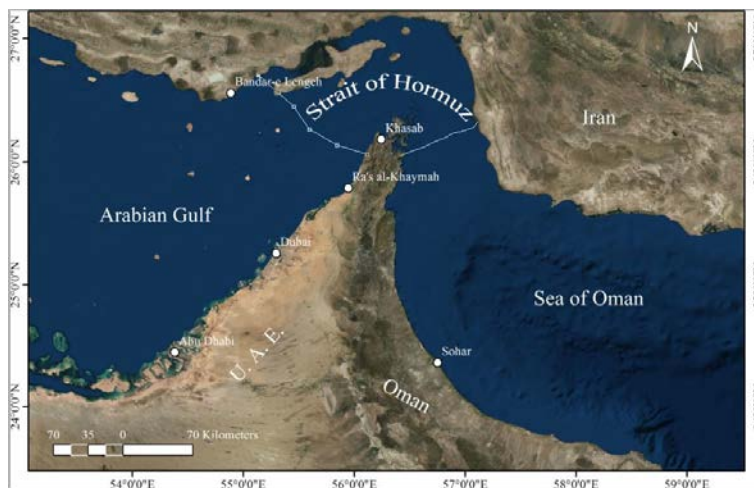 27°0'0"N
26°0'0"N
25°0'0"N
24°0'0"N
Bandar-e Lengeh
Strait of Hormuz
Iran
Khasab
Ra's al-Khaymah
Arabian Gulf
Dubai
Sea of Oman
Abu Dhabi
U. A. E.
Sohar
Oman
70 35 0 70 Kilometers
54°0'0"E 55°0'0"E 56°0'0"E 57°0'0"E 58°0'0"E 59°0'0"E